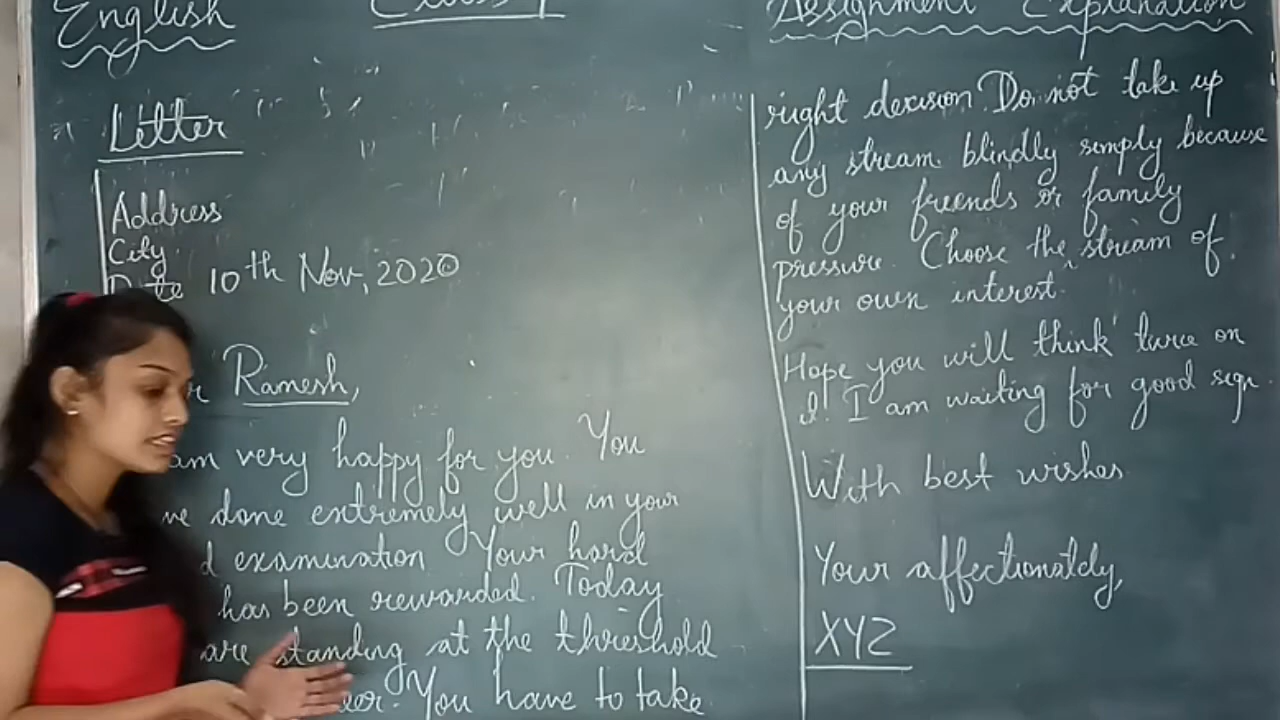 English
Assignment Explanation
Letter
Address
City
Date 10th Nov, 2020
Ramesh,
am very happy for you. You
done extremely well in your
examination Your hard
has been rewarded. Today
are standing at the threshold
You have to take
right decision. Do not take up
any stream blindly simply because
of your friends or family
pressure. Choose the stream of
your own interest.
Hope you will think twice on
it! I am waiting for good sign
With best wishes
Your affectionately,
XYZ